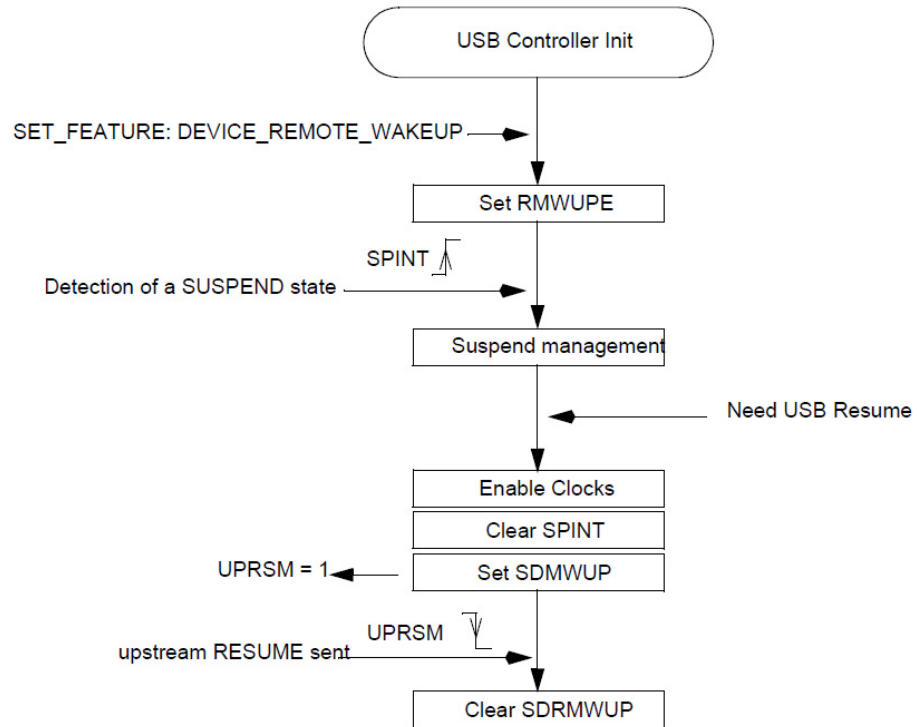 USB Controller Init
SET_FEATURE: DEVICE_REMOTE_WAKEUP
Set RMWUPE
SPINT
Detection of a SUSPEND state
Suspend management
Need USB Resume
Enable Clocks
Clear SPINT
UPRSM = 1
Set SDMWUP
UPRSM
upstream RESUME sent
Clear SDRMWUP